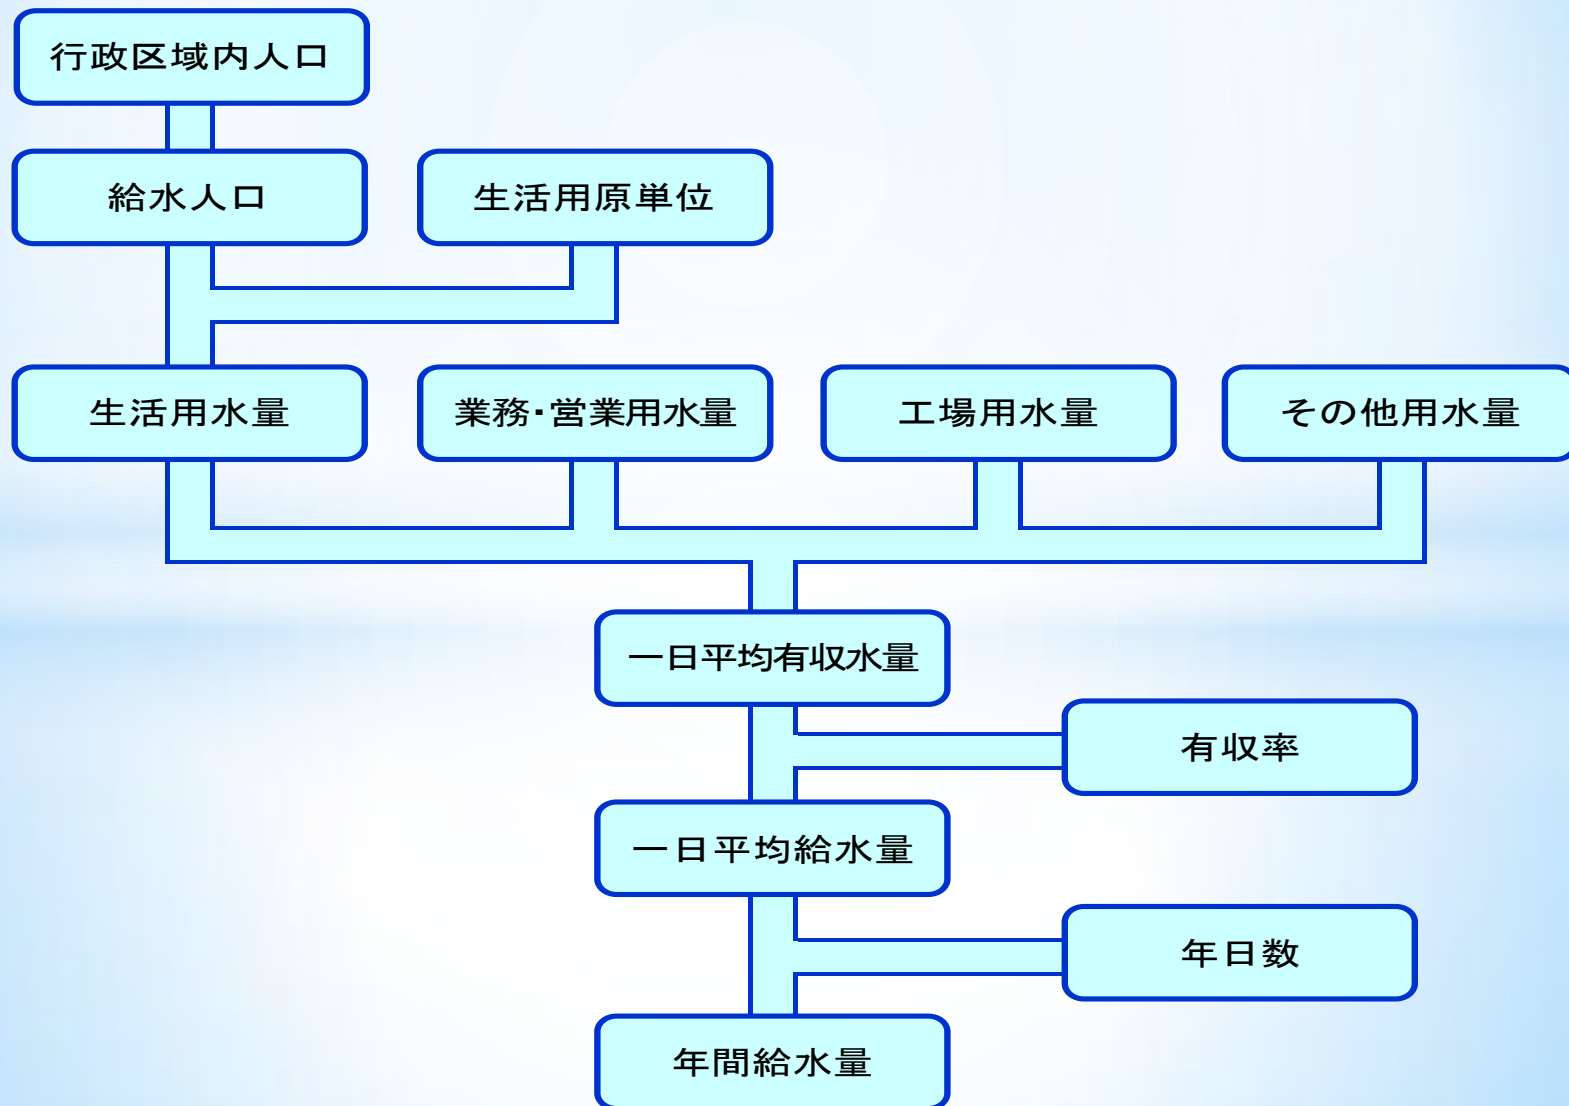 行政区域内人口
給水人口
生活用原単位
生活用水量
業務・営業用水量
工場用水量
その他用水量
一日平均有収水量
有収率
一日平均給水量
年日数
年間給水量